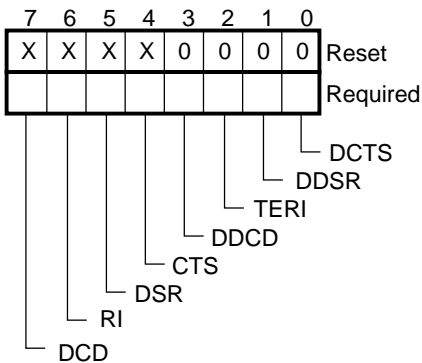 7 6 5 4 3 2 1 0
X X X X 0 0 0 0 Reset
Required
DCTS
DDSR
TERI
DDCD
CTS
DSR
RI
DCD